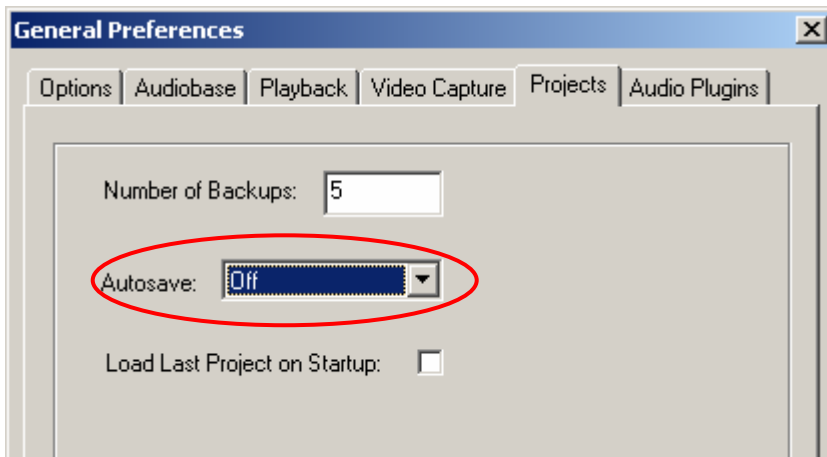 General Preferences
Options Audiobase Playback Video Capture Projects Audio Plugins
Number of Backups: 5
Autosave: Off
Load Last Project on Startup: